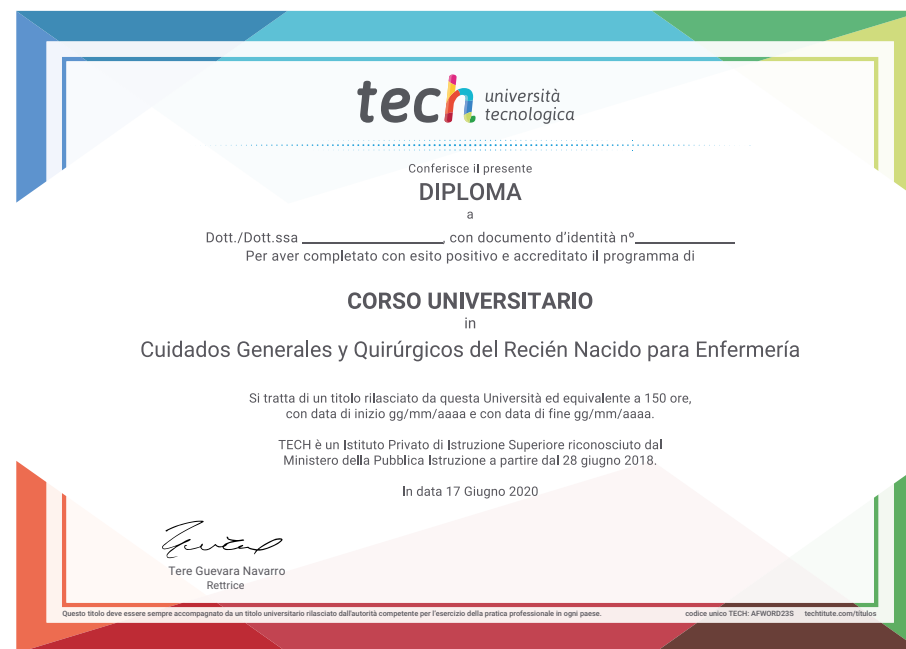 tech università
tecnologica
Conferisce il presente
DIPLOMA
a
Dott./Dott.ssa ________________, con documento d'identità nº____________
Per aver completato con esito positivo e accreditato il programma di
CORSO UNIVERSITARIO
in
Cuidados Generales y Quirúrgicos del Recién Nacido para Enfermería
Si tratta di un titolo rilasciato da questa Università ed equivalente a 150 ore,
con data di inizio gg/mm/aaaa e con data di fine gg/mm/aaaa.
TECH è un Istituto Privato di Istruzione Superiore riconosciuto dal
Ministero della Pubblica Istruzione a partire dal 28 giugno 2018.
In data 17 Giugno 2020
Tere Guevara Navarro
Rettrice
Questo titolo deve essere sempre accompagnato da un titolo universitario rilasciato dall'autorità competente per l'esercizio della pratica professionale in ogni paese. codice unico TECH: AFWORD23S techtitute.com/titulos